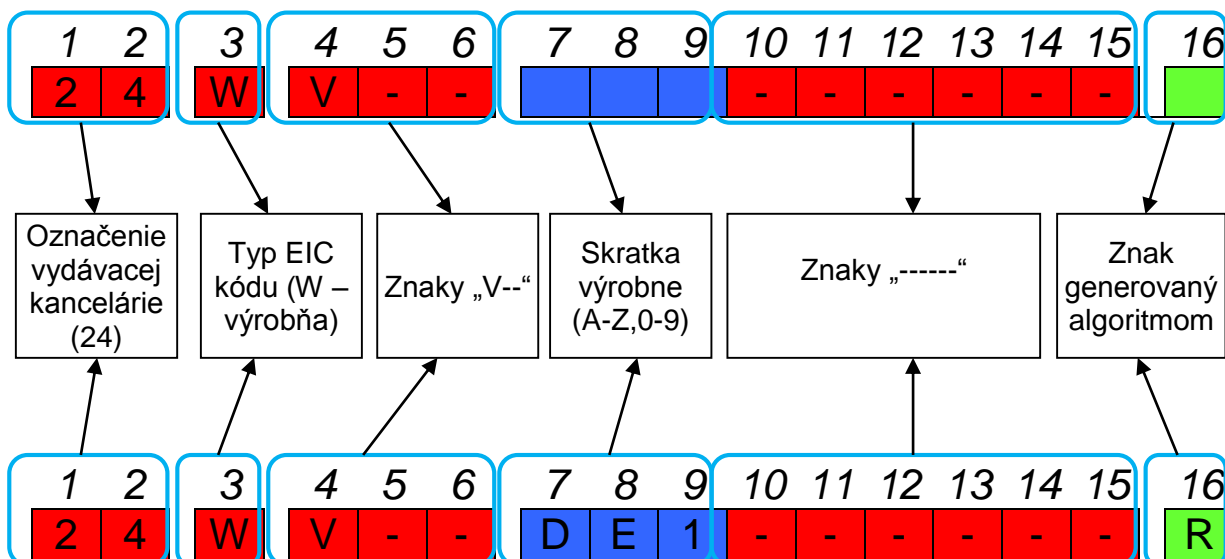 1 2 3 4 5 6 7 8 9 10 11 12 13 14 15 16
2 4 W V - - - - - - - -
Označenie
vydávacej
kancelárie
(24)
Typ EIC
kódu (W –
výrobňa)
Znaky „V--“
Skratka
výrobne
(A-Z,0-9)
Znaky „------“
Znak
generovaný
algoritmom
1 2 3 4 5 6 7 8 9 10 11 12 13 14 15 16
2 4 W V - - D E 1 - - - - - - R